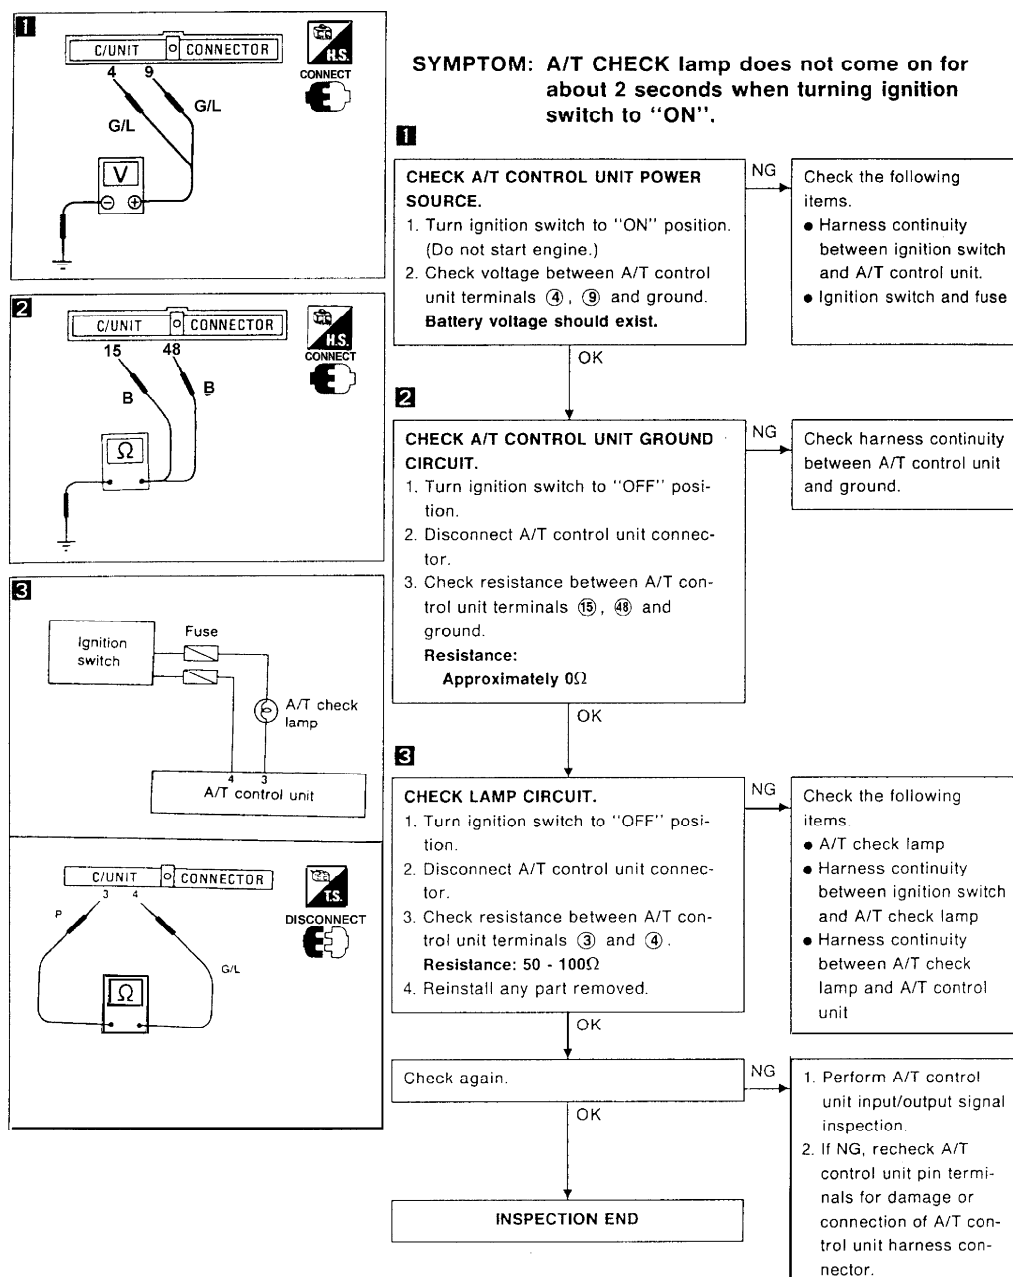 1
C/UNIT CONNECTOR
H.S.
CONNECT
4 9
G/L
G/L
V
⊖ ⊕
2
C/UNIT CONNECTOR
H.S.
CONNECT
15 48
B B
Ω
3
Ignition
switch
Fuse
A/T check
lamp
4 3
A/T control unit
C/UNIT CONNECTOR
3 4
T.S.
DISCONNECT
P
G/L
Ω
SYMPTOM: A/T CHECK lamp does not come on for
about 2 seconds when turning ignition
switch to "ON".
1
CHECK A/T CONTROL UNIT POWER
SOURCE.
1. Turn ignition switch to "ON" position.
(Do not start engine.)
2. Check voltage between A/T control
unit terminals ④, ⑨ and ground.
Battery voltage should exist.
NG
Check the following
items.
● Harness continuity
between ignition switch
and A/T control unit.
● Ignition switch and fuse
OK
2
CHECK A/T CONTROL UNIT GROUND
CIRCUIT.
1. Turn ignition switch to "OFF" posi-
tion.
2. Disconnect A/T control unit connec-
tor.
3. Check resistance between A/T con-
trol unit terminals ⑮, ㊽ and
ground.
Resistance:
Approximately 0Ω
NG
Check harness continuity
between A/T control unit
and ground.
OK
3
CHECK LAMP CIRCUIT.
1. Turn ignition switch to "OFF" posi-
tion.
2. Disconnect A/T control unit connec-
tor.
3. Check resistance between A/T con-
trol unit terminals ③ and ④.
Resistance: 50 - 100Ω
4. Reinstall any part removed.
NG
Check the following
items.
● A/T check lamp
● Harness continuity
between ignition switch
and A/T check lamp
● Harness continuity
between A/T check
lamp and A/T control
unit
OK
Check again.
NG
1. Perform A/T control
unit input/output signal
inspection.
2. If NG, recheck A/T
control unit pin termi-
nals for damage or
connection of A/T con-
trol unit harness con-
nector.
OK
INSPECTION END